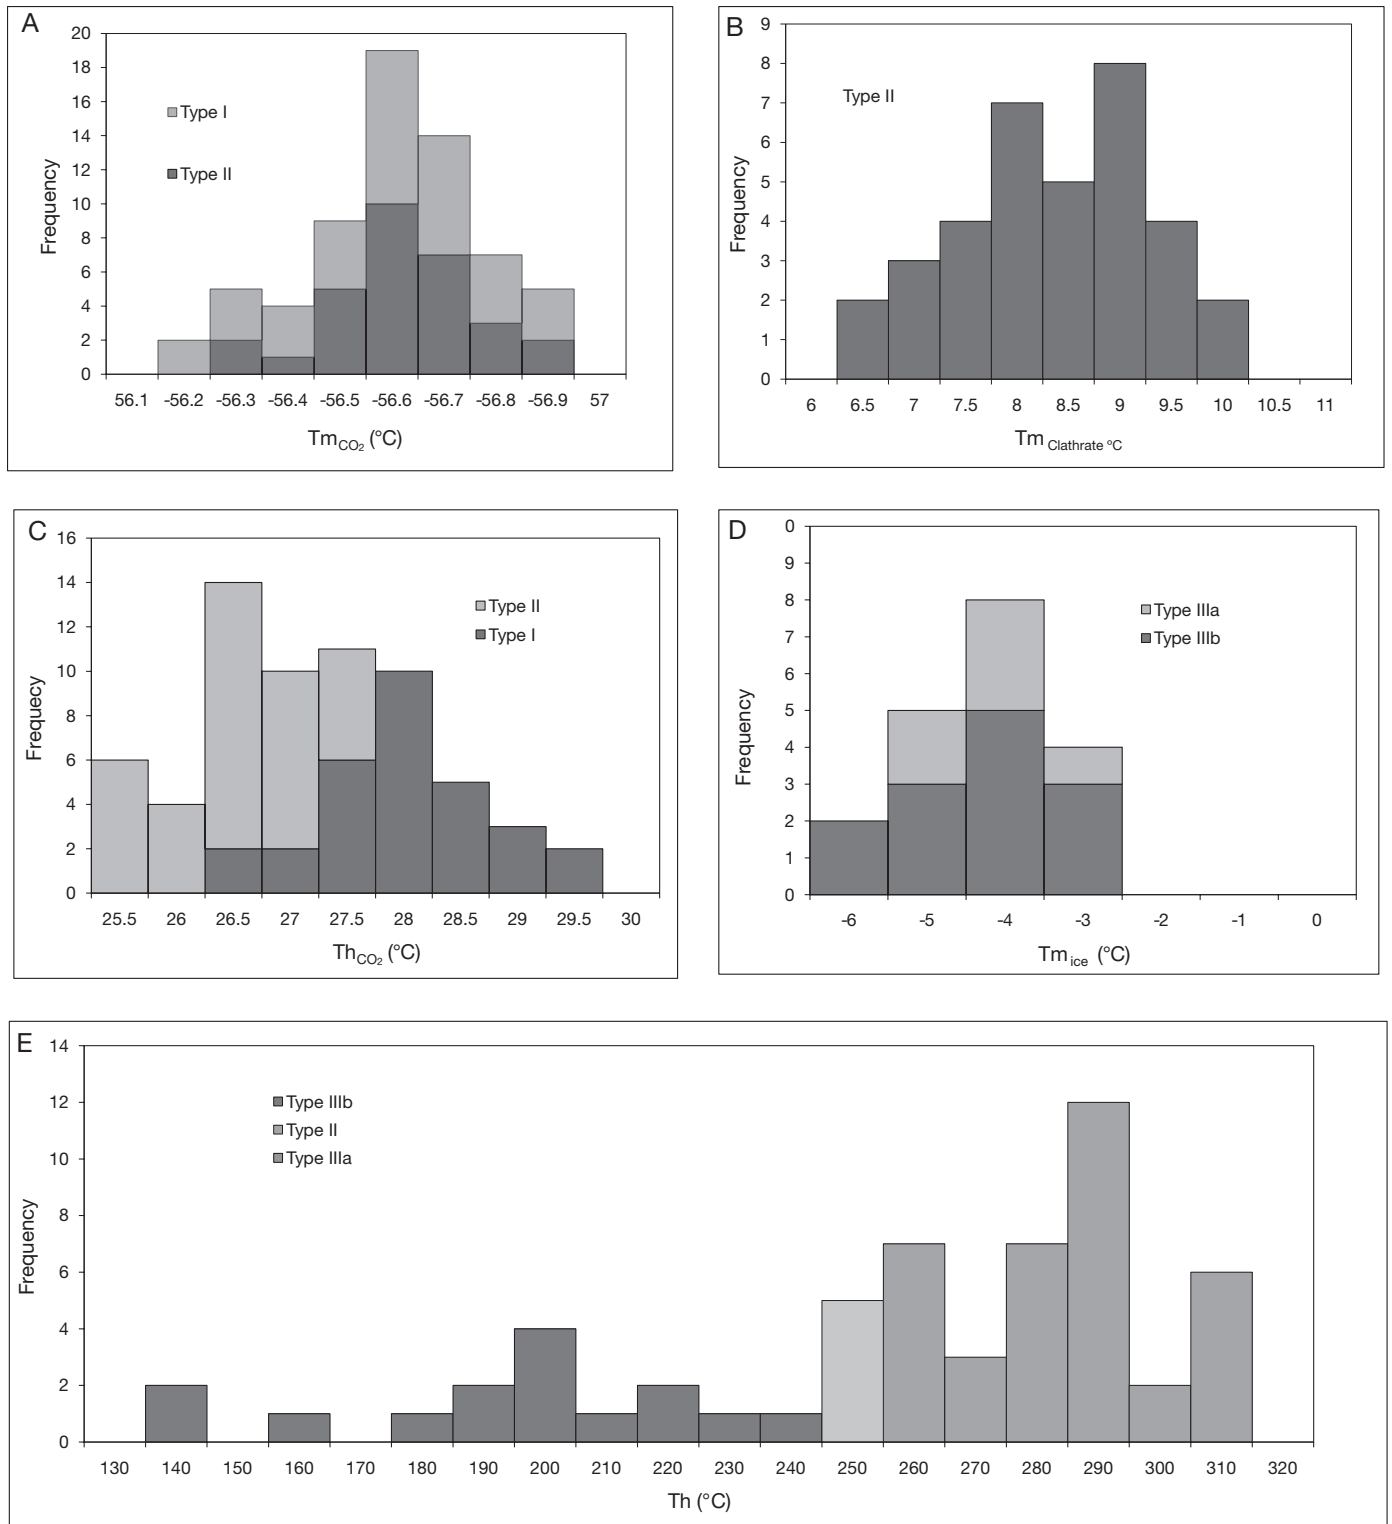 A
20
18
16
14
12
10
8
6
4
2
0
Frequency
Type I
Type II
56.1 -56.2 -56.3 -56.4 -56.5 -56.6 -56.7 -56.8 -56.9 57
TmCO2 (°C)
B
9
8
7
6
5
4
3
2
1
0
Frequency
Type II
6 6.5 7 7.5 8 8.5 9 9.5 10 10.5 11
Tm Clathrate °C
C
16
14
12
10
8
6
4
2
0
Frequecy
Type II
Type I
25.5 26 26.5 27 27.5 28 28.5 29 29.5 30
ThCO2 (°C)
D
0
9
8
7
6
5
4
3
2
1
0
Frequency
Type IIIa
Type IIIb
-6 -5 -4 -3 -2 -1 0
Tm ice (°C)
E
14
12
10
8
6
4
2
0
Frequency
Type IIIb
Type II
Type IIIa
130 140 150 160 170 180 190 200 210 220 230 240 250 260 270 280 290 300 310 320
Th (°C)